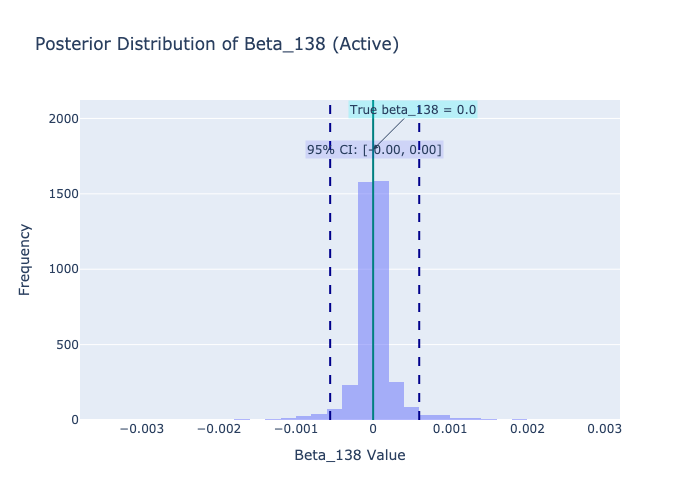 Posterior Distribution of Beta_138 (Active)
True beta_138 = 0.0
95% CI: [-0.00, 0.00]
2000
1500
1000
500
0
Frequency
−0.003
−0.002
−0.001
0
0.001
0.002
0.003
Beta_138 Value